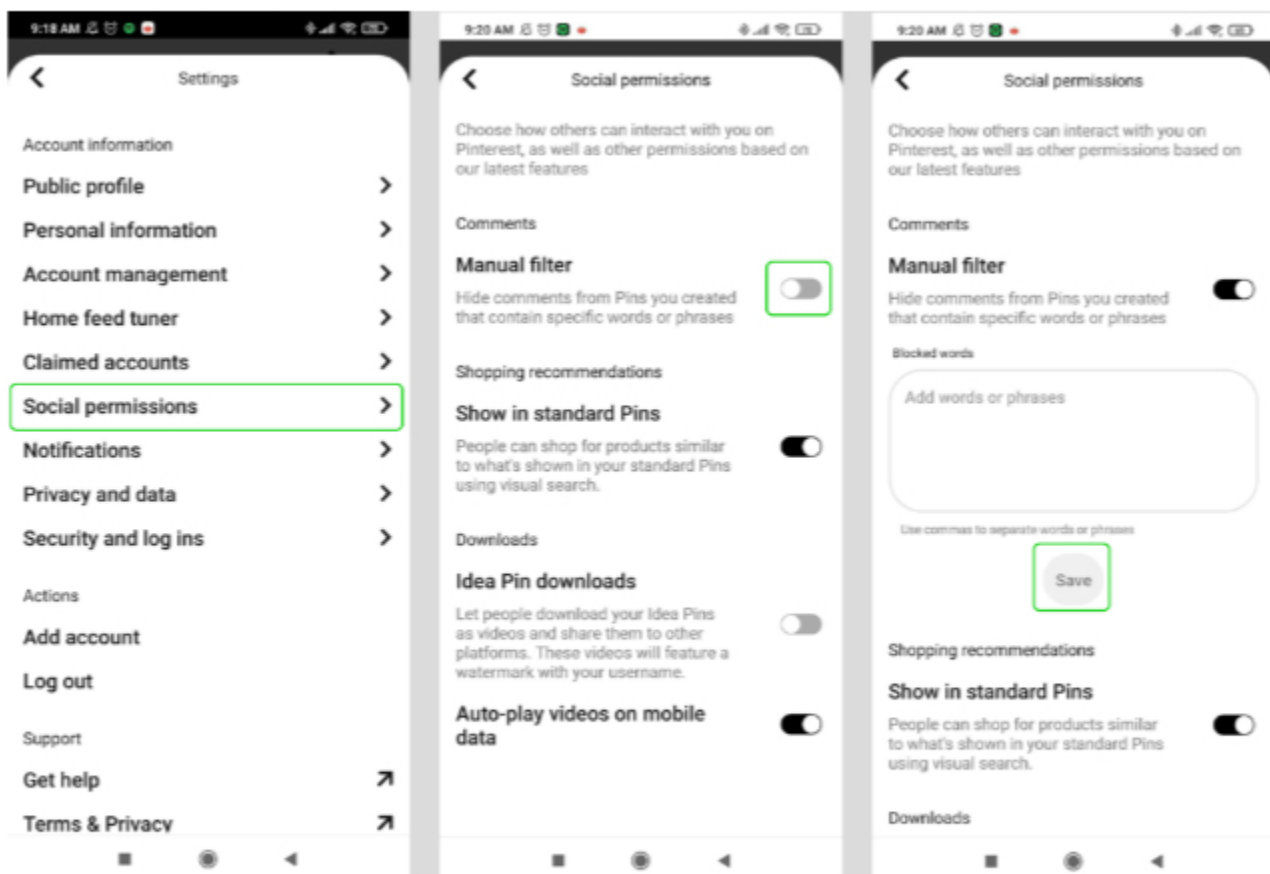 9:18 AM
Settings
Account information
Public profile
Personal information
Account management
Home feed tuner
Claimed accounts
Social permissions
Notifications
Privacy and data
Security and log ins
Actions
Add account
Log out
Support
Get help
Terms & Privacy
9:20 AM
Social permissions
Choose how others can interact with you on
Pinterest, as well as other permissions based on
our latest features
Comments
Manual filter
Hide comments from Pins you created
that contain specific words or phrases
Shopping recommendations
Show in standard Pins
People can shop for products similar
to what's shown in your standard Pins
using visual search.
Downloads
Idea Pin downloads
Let people download your Idea Pins
as videos and share them to other
platforms. These videos will feature a
watermark with your username.
Auto-play videos on mobile
data
9:20 AM
Social permissions
Choose how others can interact with you on
Pinterest, as well as other permissions based on
our latest features
Comments
Manual filter
Hide comments from Pins you created
that contain specific words or phrases
Blocked words
Add words or phrases
Use commas to separate words or phrases
Save
Shopping recommendations
Show in standard Pins
People can shop for products similar
to what's shown in your standard Pins
using visual search.
Downloads